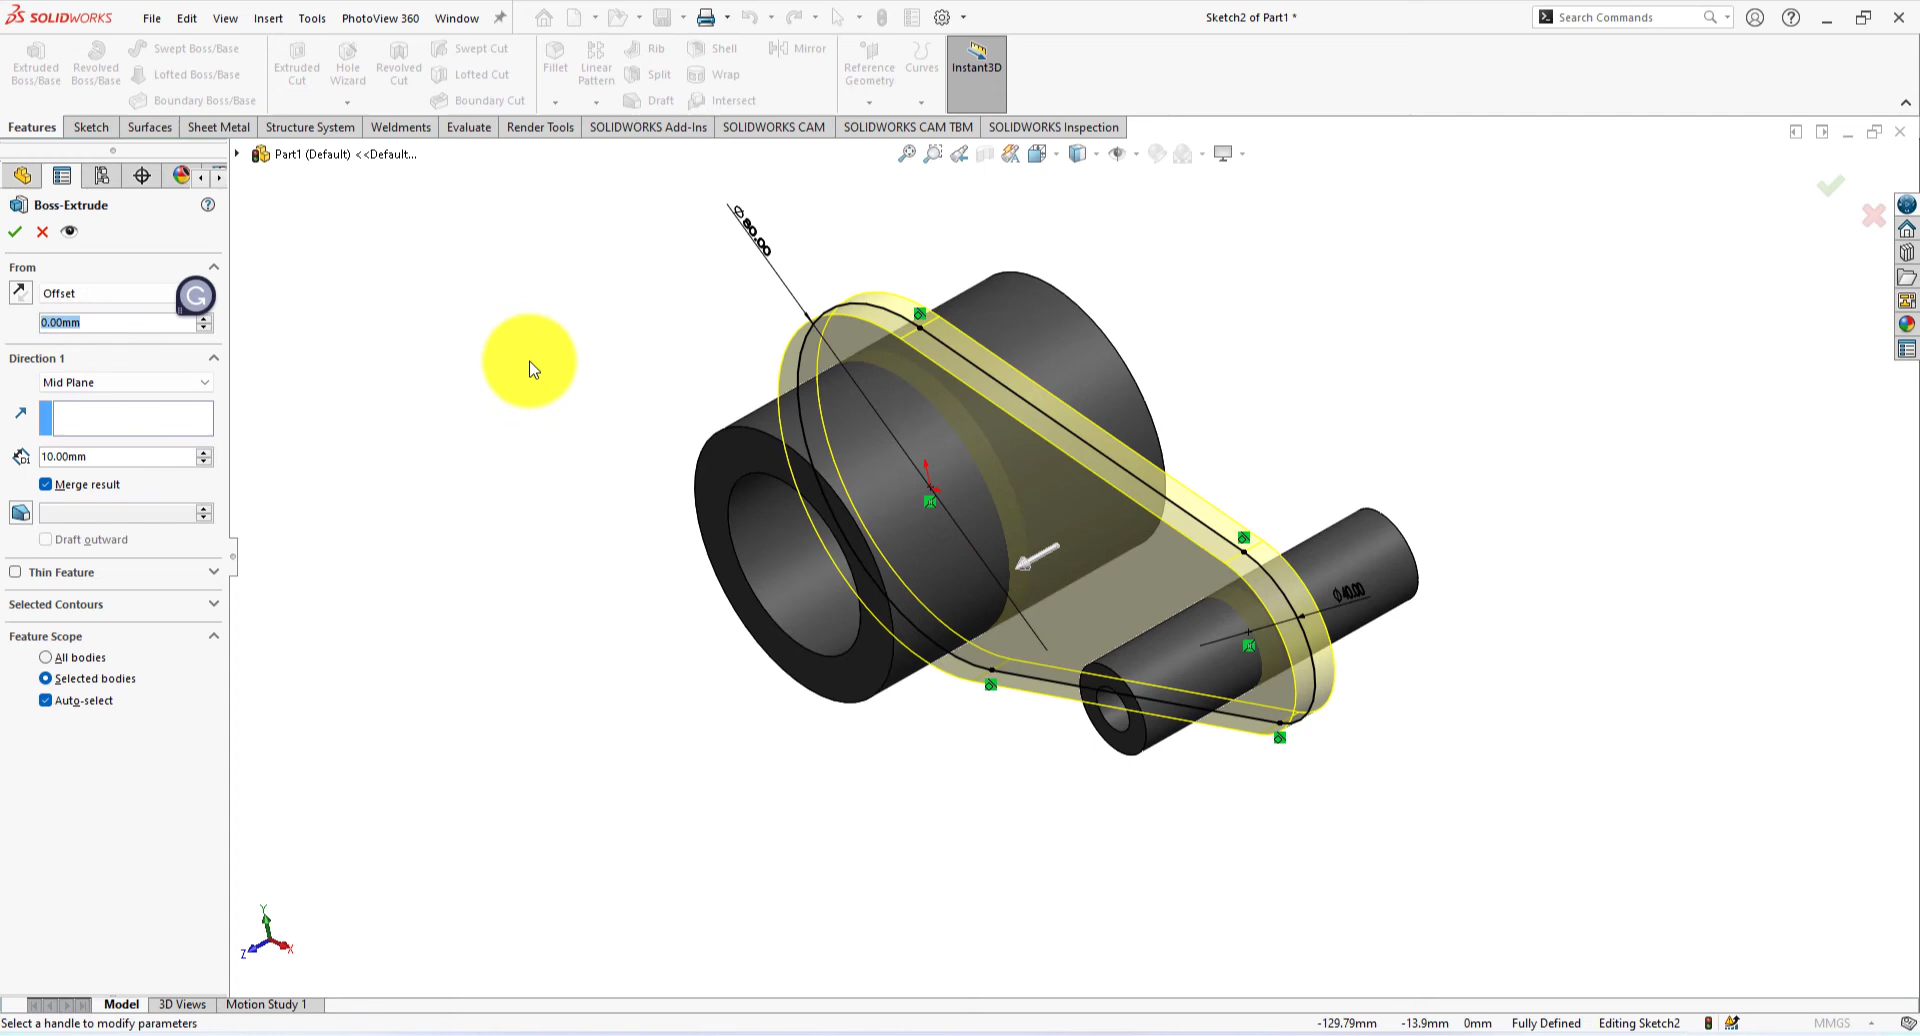 SOLIDWORKS
File Edit View Insert Tools PhotoView 360 Window
Sketch2 of Part1 *
Search Commands
Extruded Boss/Base
Revolved Boss/Base
Swept Boss/Base
Lofted Boss/Base
Boundary Boss/Base
Extruded Cut
Hole Wizard
Revolved Cut
Swept Cut
Lofted Cut
Boundary Cut
Fillet
Linear Pattern
Rib
Split
Draft
Shell
Wrap
Intersect
Mirror
Reference Geometry
Curves
Instant3D
Features Sketch Surfaces Sheet Metal Structure System Weldments Evaluate Render Tools SOLIDWORKS Add-Ins SOLIDWORKS CAM SOLIDWORKS CAM TBM SOLIDWORKS Inspection
Part1 (Default) <<Default...
Boss-Extrude
From
Offset
0.00mm
Direction 1
Mid Plane
D1
10.00mm
Merge result
Draft outward
Thin Feature
Selected Contours
Feature Scope
All bodies
Selected bodies
Auto-select
Φ80.00
Φ40.00
Y
Z
X
Model 3D Views Motion Study 1
Select a handle to modify parameters
-129.79mm -13.9mm 0mm Fully Defined Editing Sketch2 MMGS